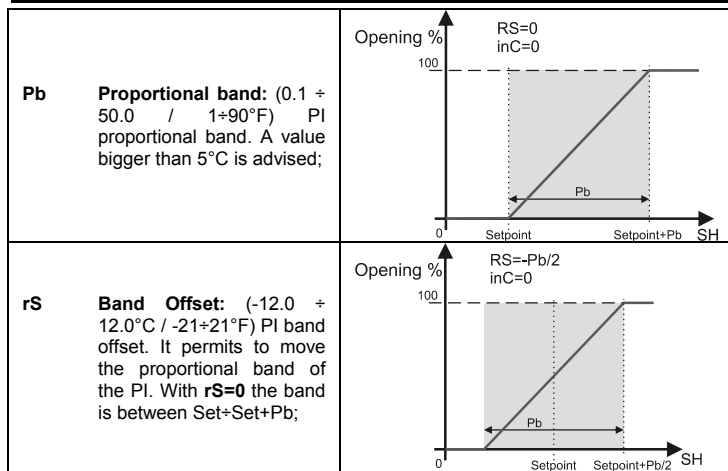 Pb Proportional band: (0.1 ÷
50.0 / 1÷90°F) PI
proportional band. A value
bigger than 5°C is advised;
Opening %
RS=0
inC=0
100
Pb
0
Setpoint
Setpoint+Pb
SH
rS Band Offset: (-12.0 ÷
12.0°C / -21÷21°F) PI band
offset. It permits to move
the proportional band of
the PI. With rS=0 the band
is between Set÷Set+Pb;
Opening %
RS=-Pb/2
inC=0
100
Pb
0
Setpoint
Setpoint+Pb/2
SH